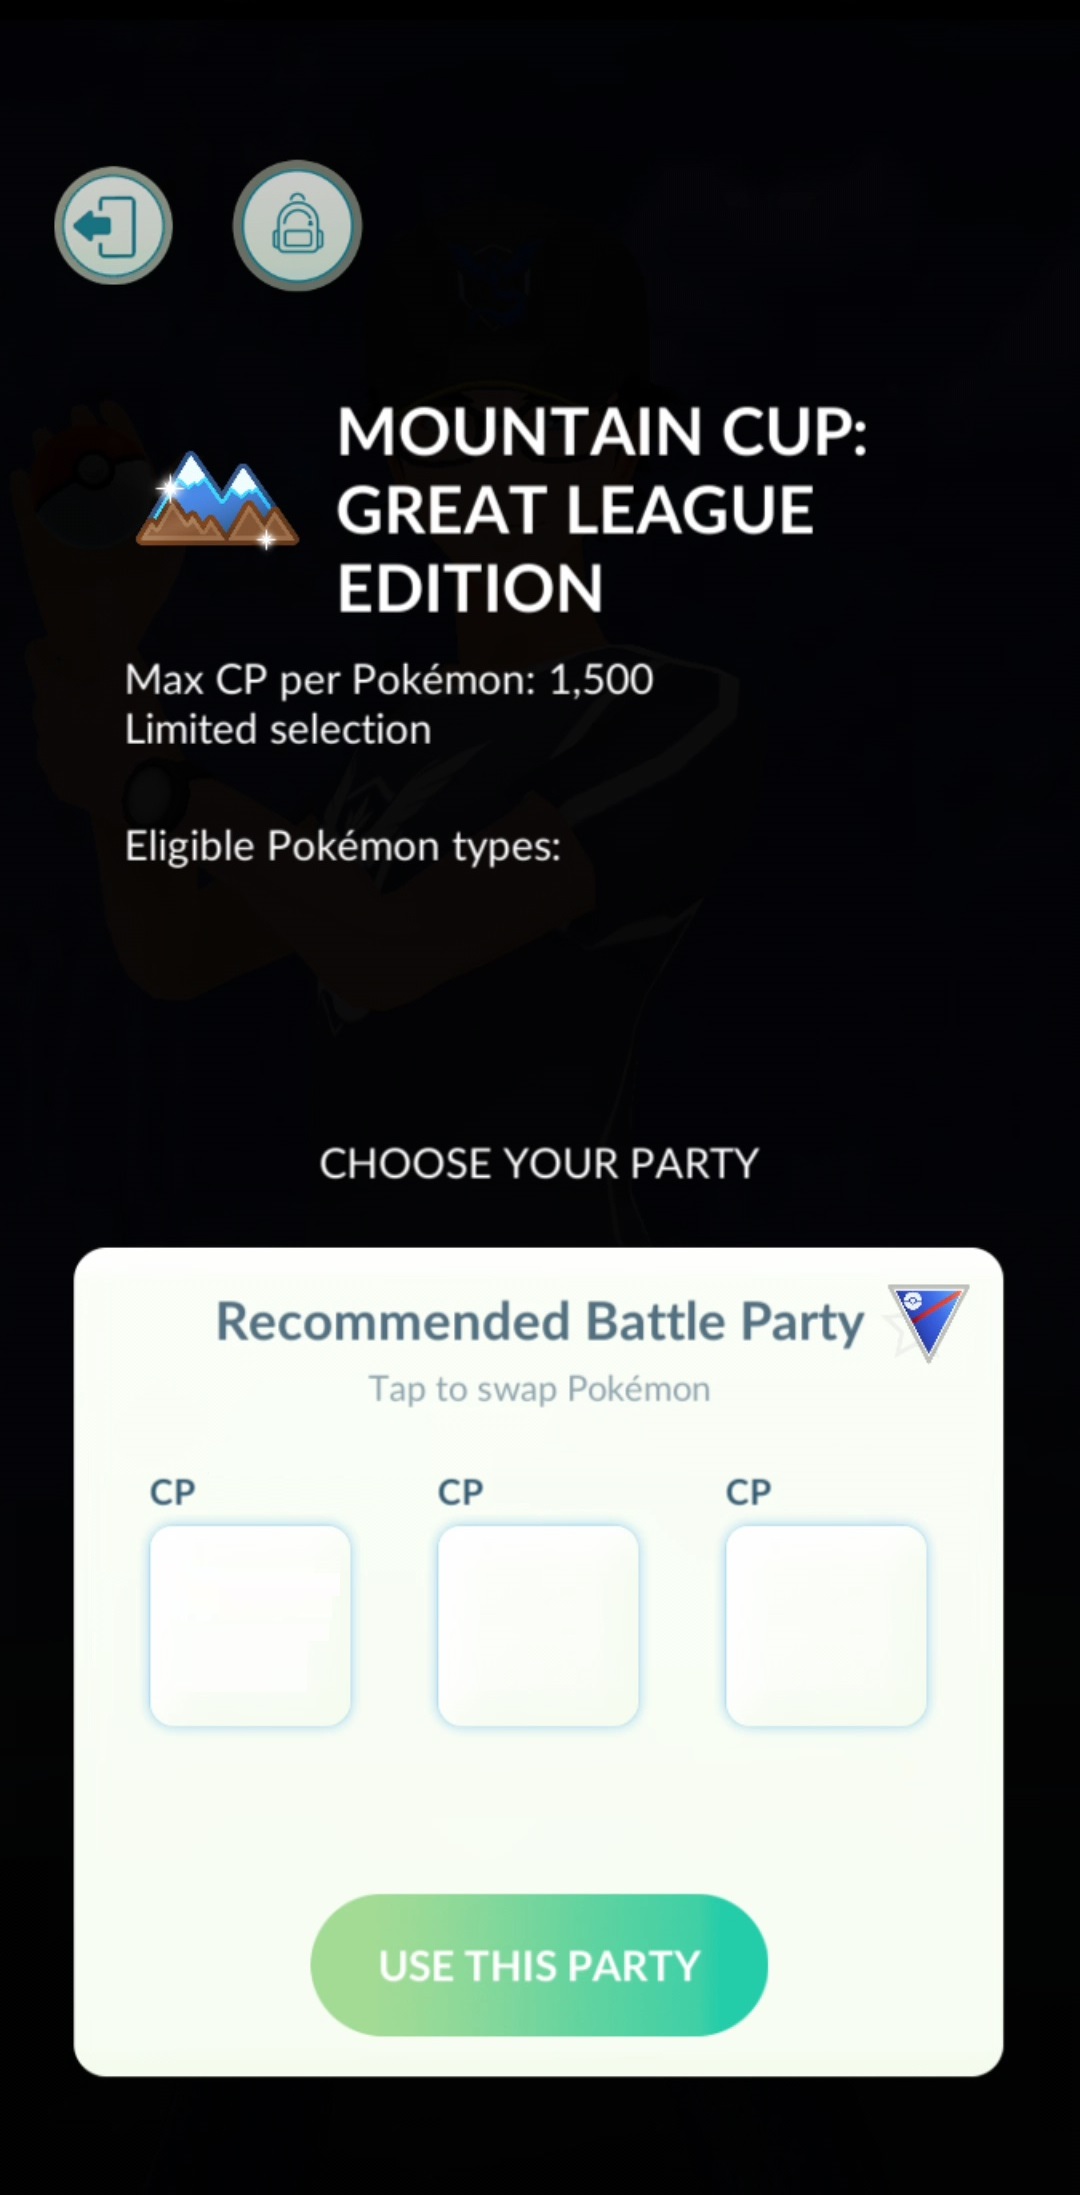 MOUNTAIN CUP:
GREAT LEAGUE
EDITION
Max CP per Pokémon: 1,500
Limited selection
Eligible Pokémon types:
CHOOSE YOUR PARTY
Recommended Battle Party
Tap to swap Pokémon
CP CP CP
USE THIS PARTY